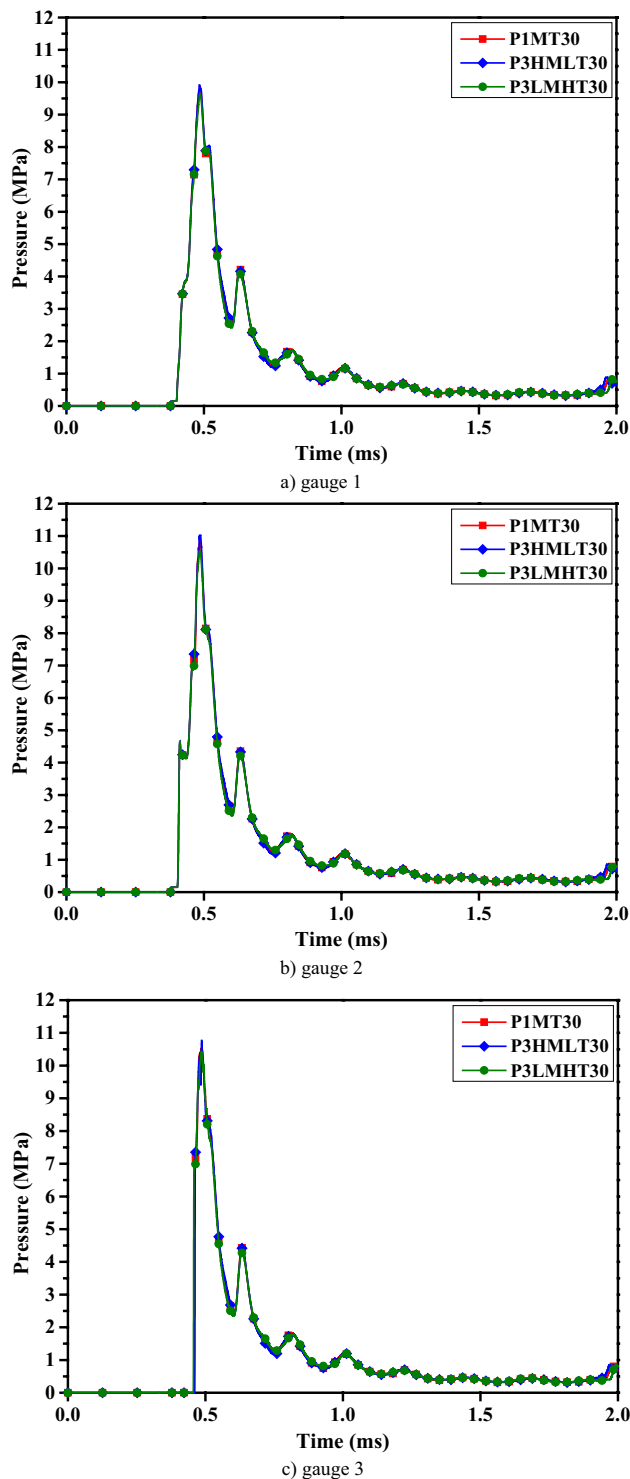 12
11
10
9
8
7
6
5
4
3
2
1
0
Pressure (MPa)
P1MT30
P3HMLT30
P3LMHT30
0.0 0.5 1.0 1.5 2.0
Time (ms)
a) gauge 1
12
11
10
9
8
7
6
5
4
3
2
1
0
Pressure (MPa)
P1MT30
P3HMLT30
P3LMHT30
0.0 0.5 1.0 1.5 2.0
Time (ms)
b) gauge 2
12
11
10
9
8
7
6
5
4
3
2
1
0
Pressure (MPa)
P1MT30
P3HMLT30
P3LMHT30
0.0 0.5 1.0 1.5 2.0
Time (ms)
c) gauge 3